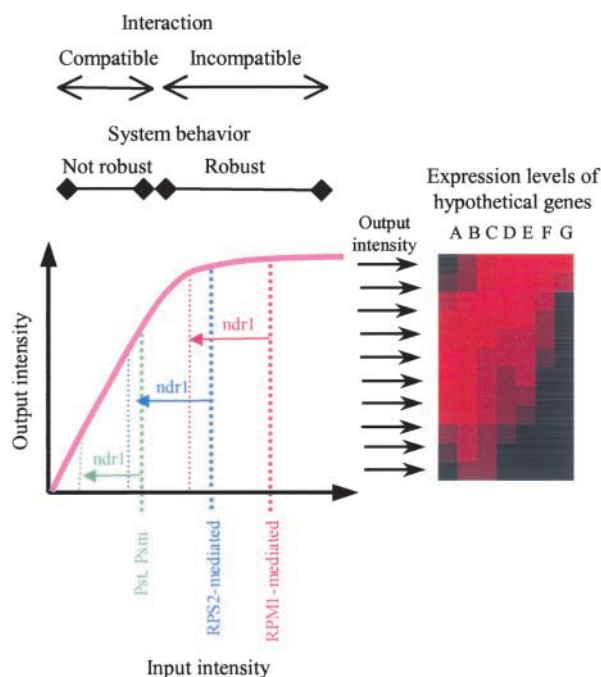 Interaction
Compatible Incompatible
System behavior
Not robust Robust
Expression levels of
hypothetical genes
Output
intensity
A B C D E F G
Output intensity
ndr1
ndr1
ndr1
Pst, Psm
RPS2-mediated
RPM1-mediated
Input intensity